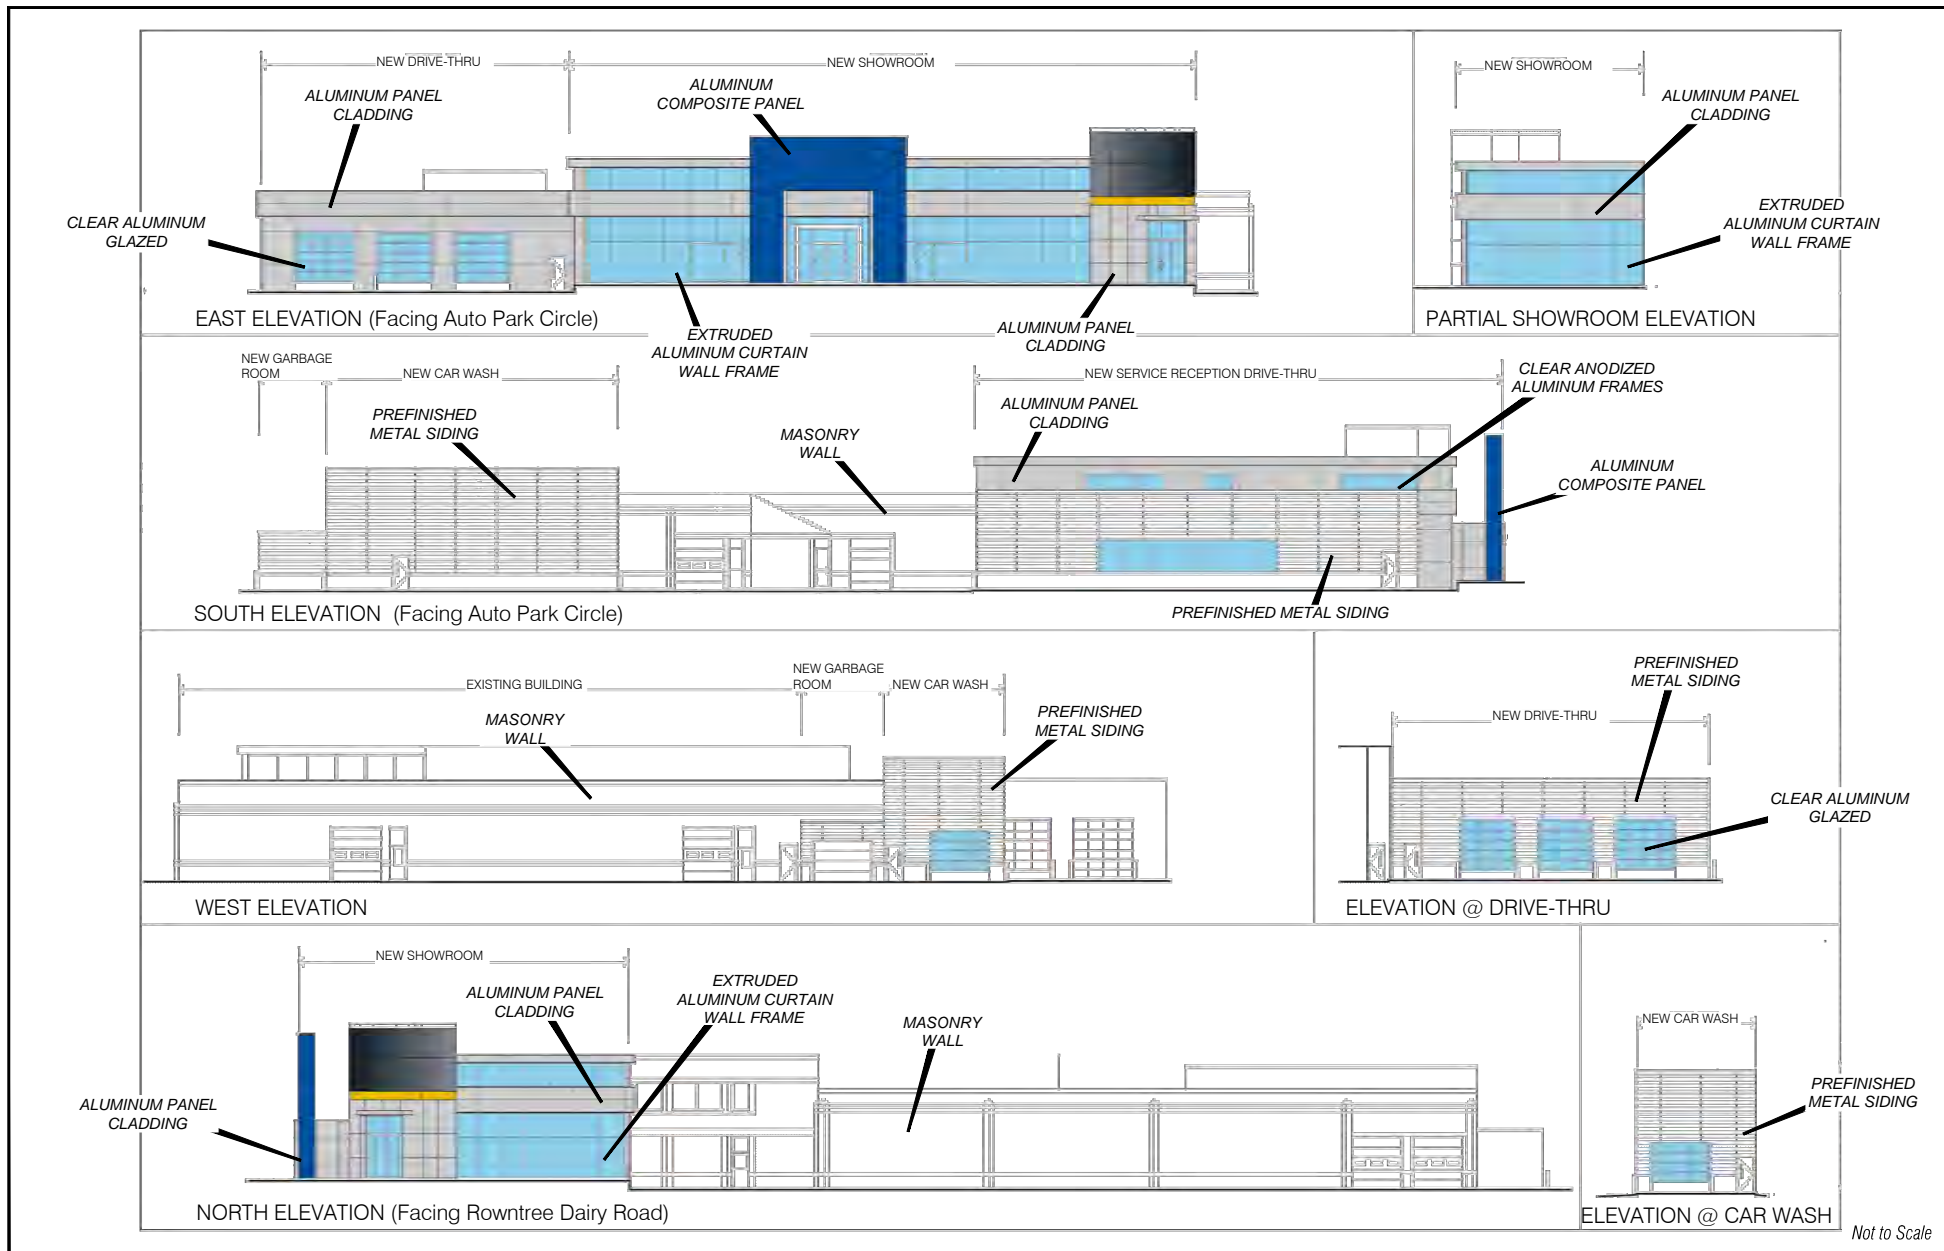 NEW DRIVE-THRU
NEW SHOWROOM
ALUMINUM PANEL
CLADDING
ALUMINUM
COMPOSITE PANEL
CLEAR ALUMINUM
GLAZED
EAST ELEVATION (Facing Auto Park Circle)
EXTRUDED
ALUMINUM CURTAIN
WALL FRAME
ALUMINUM PANEL
CLADDING
NEW SHOWROOM
ALUMINUM PANEL
CLADDING
EXTRUDED
ALUMINUM CURTAIN
WALL FRAME
PARTIAL SHOWROOM ELEVATION
NEW GARBAGE
ROOM
NEW CAR WASH
NEW SERVICE RECEPTION DRIVE-THRU
PREFINISHED
METAL SIDING
MASONRY
WALL
ALUMINUM PANEL
CLADDING
CLEAR ANODIZED
ALUMINUM FRAMES
ALUMINUM
COMPOSITE PANEL
PREFINISHED METAL SIDING
SOUTH ELEVATION (Facing Auto Park Circle)
EXISTING BUILDING
NEW GARBAGE
ROOM
NEW CAR WASH
MASONRY
WALL
PREFINISHED
METAL SIDING
WEST ELEVATION
PREFINISHED
METAL SIDING
NEW DRIVE-THRU
CLEAR ALUMINUM
GLAZED
ELEVATION @ DRIVE-THRU
NEW SHOWROOM
ALUMINUM PANEL
CLADDING
EXTRUDED
ALUMINUM CURTAIN
WALL FRAME
MASONRY
WALL
ALUMINUM PANEL
CLADDING
NORTH ELEVATION (Facing Rowntree Dairy Road)
NEW CAR WASH
PREFINISHED
METAL SIDING
ELEVATION @ CAR WASH
Not to Scale